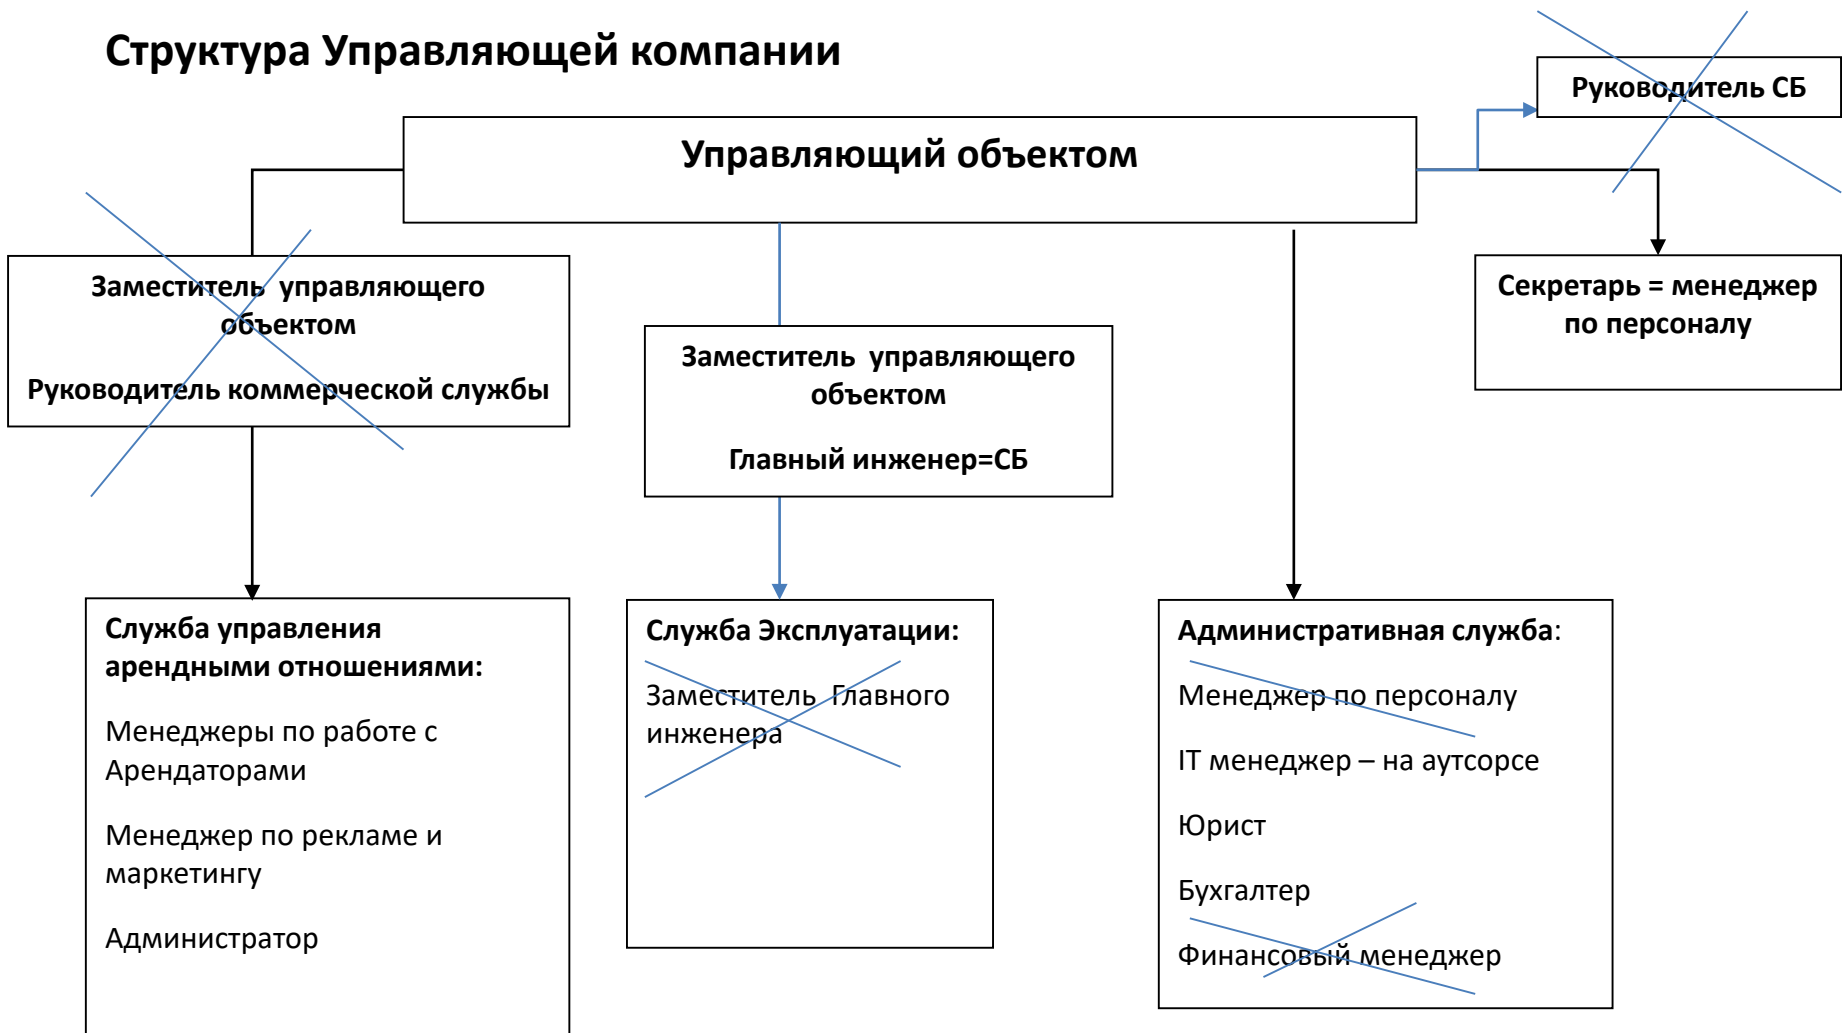 Структура Управляющей компании
Руководитель СБ
Управляющий объектом
Заместитель управляющего
объектом
Руководитель коммерческой службы
Заместитель управляющего
объектом
Главный инженер=СБ
Секретарь = менеджер
по персоналу
Служба управления
арендными отношениями:
Менеджеры по работе с
Арендаторами
Менеджер по рекламе и
маркетингу
Администратор
Служба Эксплуатации:
Заместитель Главного
инженера
Административная служба:
Менеджер по персоналу
IT менеджер – на аутсорсе
Юрист
Бухгалтер
Финансовый менеджер